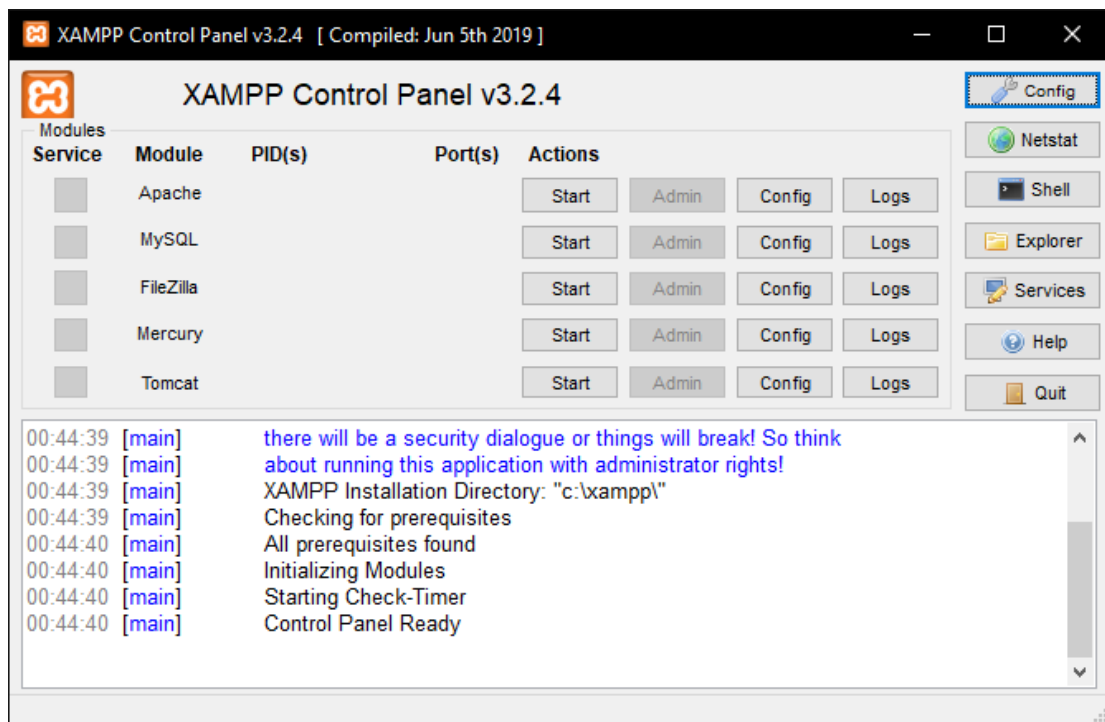 XAMPP Control Panel v3.2.4 [ Compiled: Jun 5th 2019 ]
XAMPP Control Panel v3.2.4
Config
Modules
Service Module PID(s) Port(s) Actions
Netstat
Apache Start Admin Config Logs
Shell
MySQL Start Admin Config Logs
Explorer
FileZilla Start Admin Config Logs
Services
Mercury Start Admin Config Logs
Help
Tomcat Start Admin Config Logs
Quit
00:44:39 [main] there will be a security dialogue or things will break! So think
00:44:39 [main] about running this application with administrator rights!
00:44:39 [main] XAMPP Installation Directory: "c:\xampp\"
00:44:39 [main] Checking for prerequisites
00:44:40 [main] All prerequisites found
00:44:40 [main] Initializing Modules
00:44:40 [main] Starting Check-Timer
00:44:40 [main] Control Panel Ready